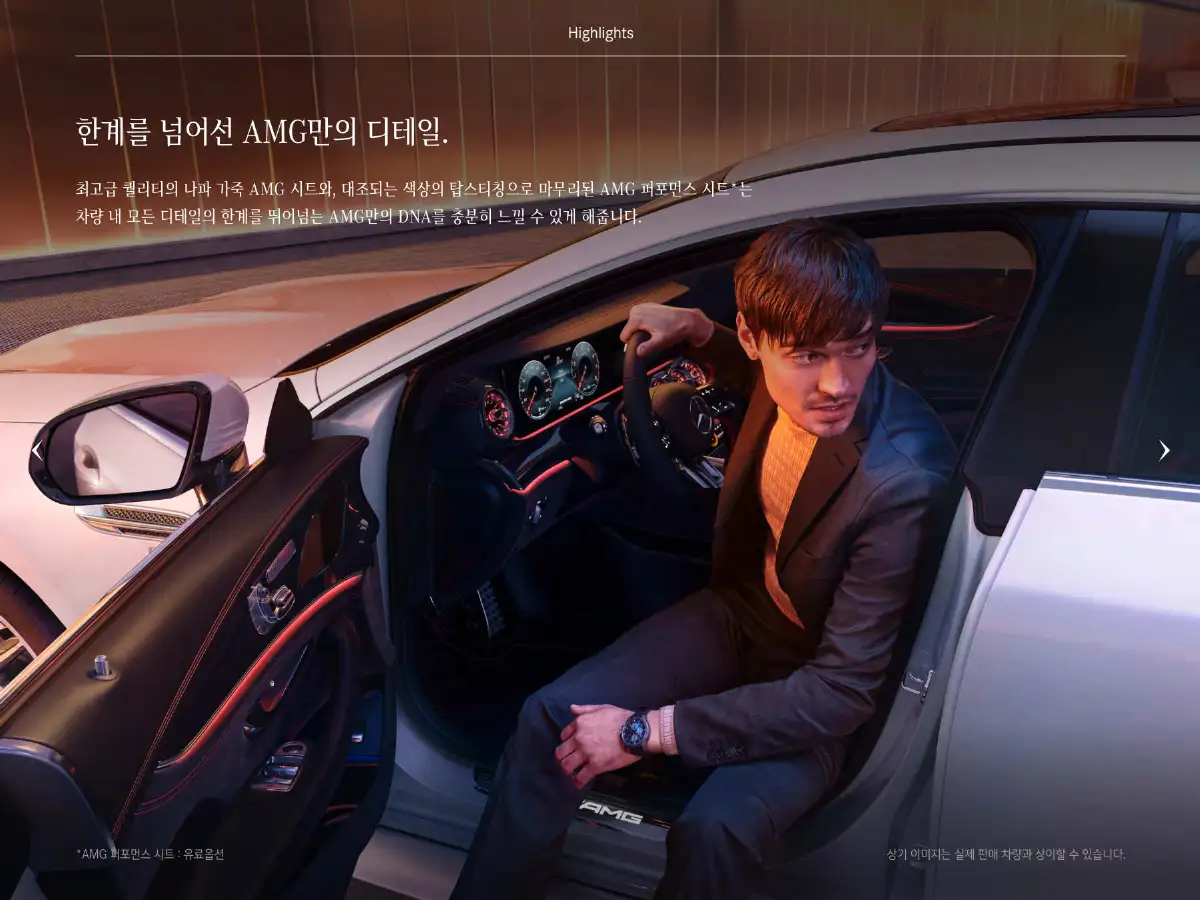 Highlights
한계를 넘어선 AMG만의 디테일.
최고급 퀄리티의 나파 가죽 AMG 시트와, 대조되는 색상의 탑스티칭으로 마무리된 AMG 퍼포먼스 시트*는
차량 내 모든 디테일의 한계를 뛰어넘는 AMG만의 DNA를 충분히 느낄 수 있게 해줍니다.
AMG
*AMG 퍼포먼스 시트 : 유료옵션
상기 이미지는 실제 판매 차량과 상이할 수 있습니다.